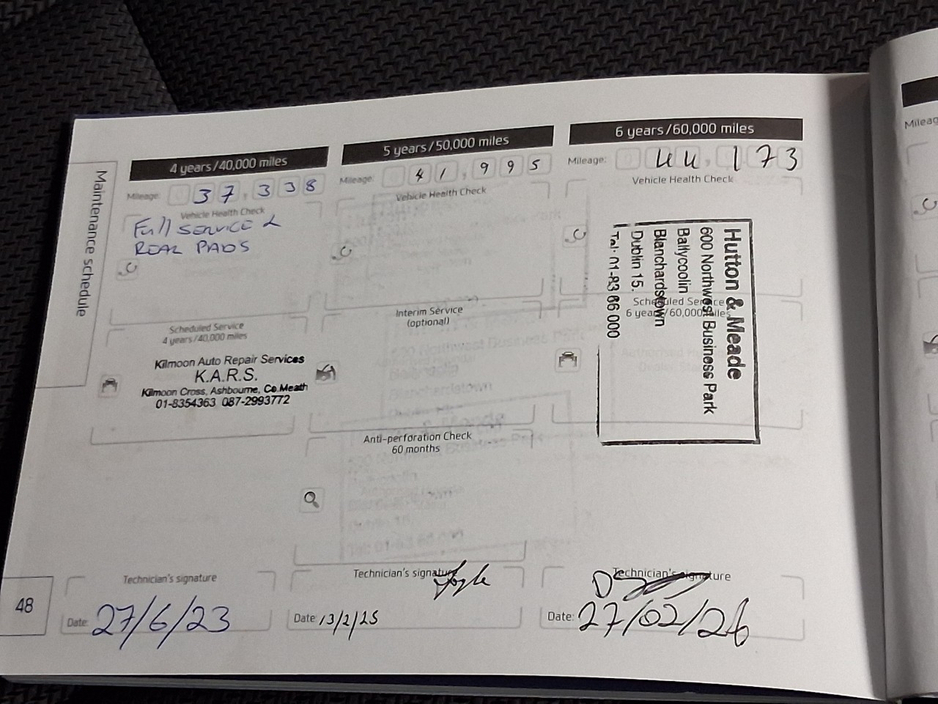 Maintenance schedule
4 years/40,000 miles
Mileage: 37,338
Vehicle Health Check
Full SERVICE &
REAR PADS
Scheduled Service
4 years/40,000 miles
Kilmoon Auto Repair Services
K.A.R.S.
Kilmoon Cross, Ashbourne, Co Meath
01-8354363 087-2993772
Technician's signature
Date: 27/6/23
5 years/50,000 miles
Mileage: 41,995
Vehicle Health Check
Interim Service
(optional)
Anti-perforation Check
60 months
Technician's signature
Date: 13/2/25
6 years/60,000 miles
Mileage: 44,173
Vehicle Health Check
Scheduled Service
6 years/60,000 miles
Hutton & Meade
600 Northwest Business Park
Ballycoolin
Blanchardstown
Dublin 15.
Tel: 01-83 66 000
Technician's signature
Date: 27/02/26
48
Mileag